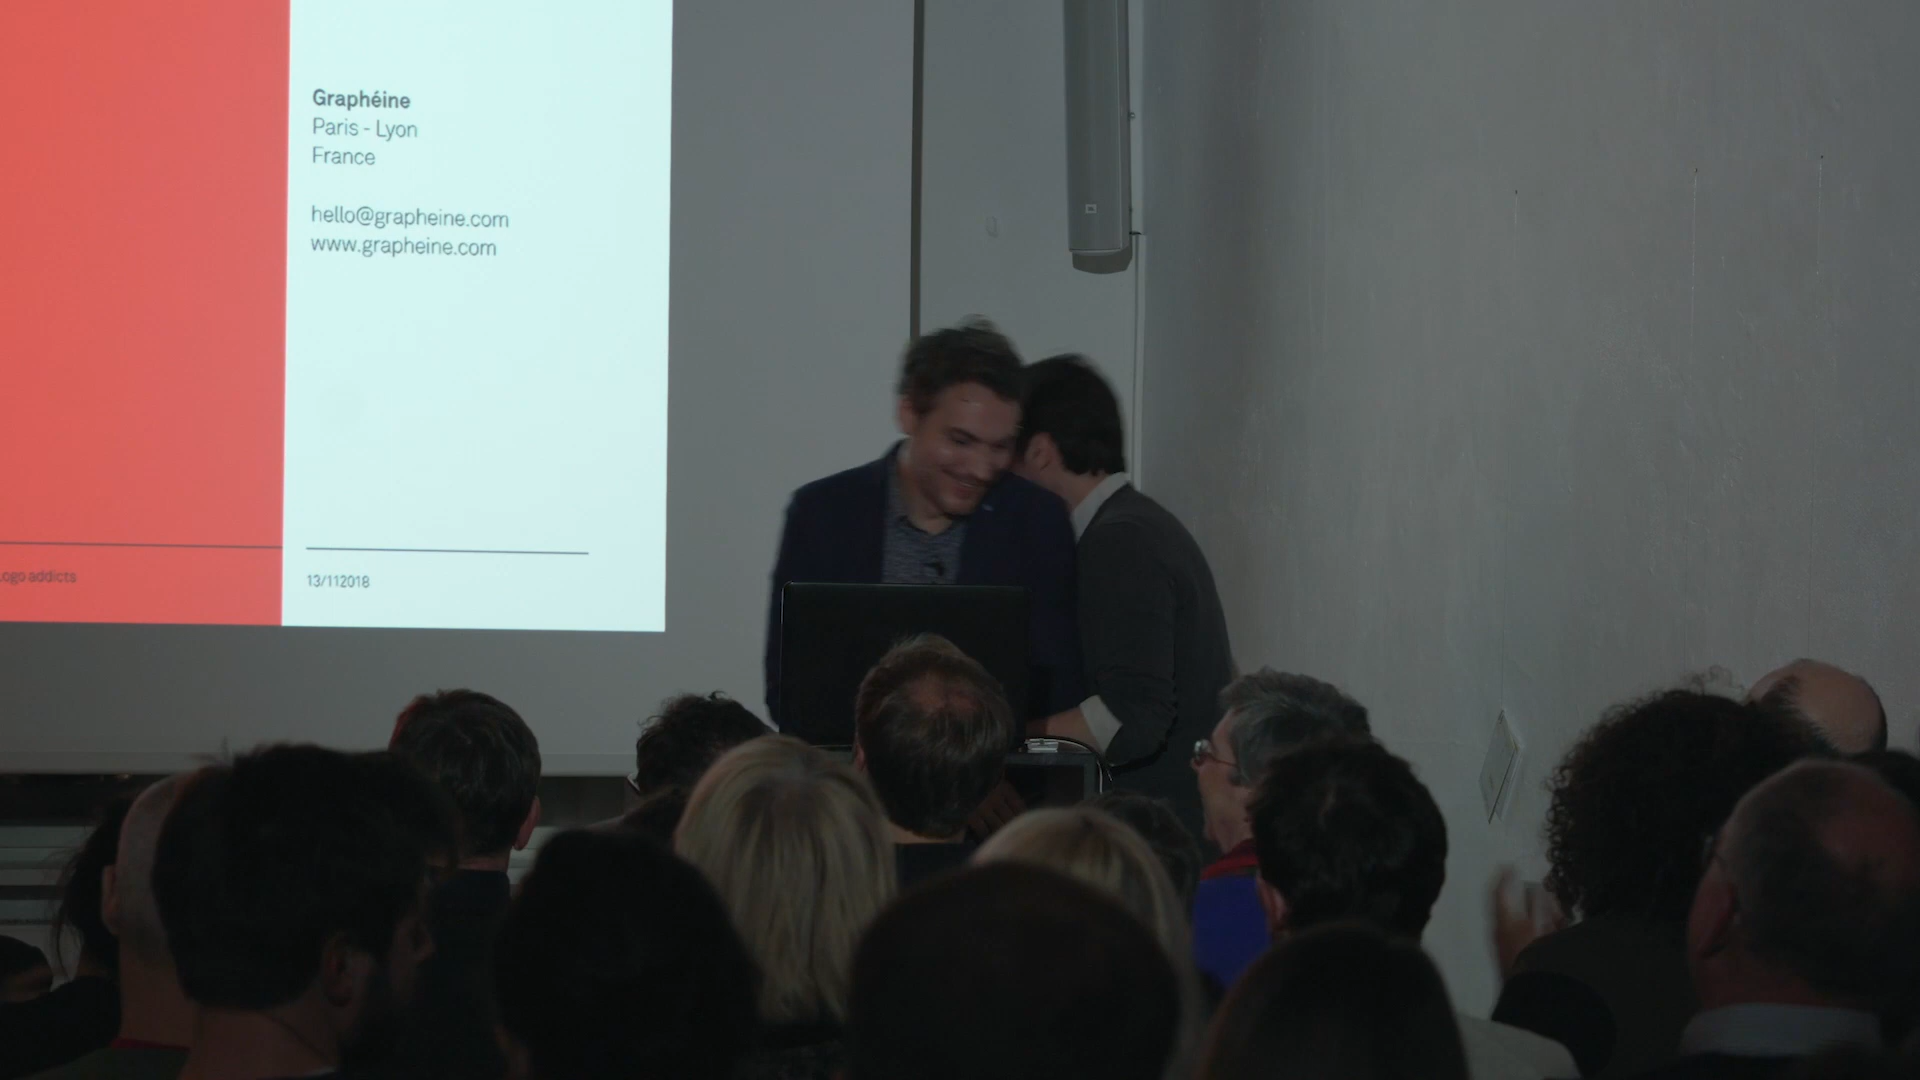 Graphéine
Paris - Lyon
France
hello@grapheine.com
www.grapheine.com
ogo addicts
13/112018